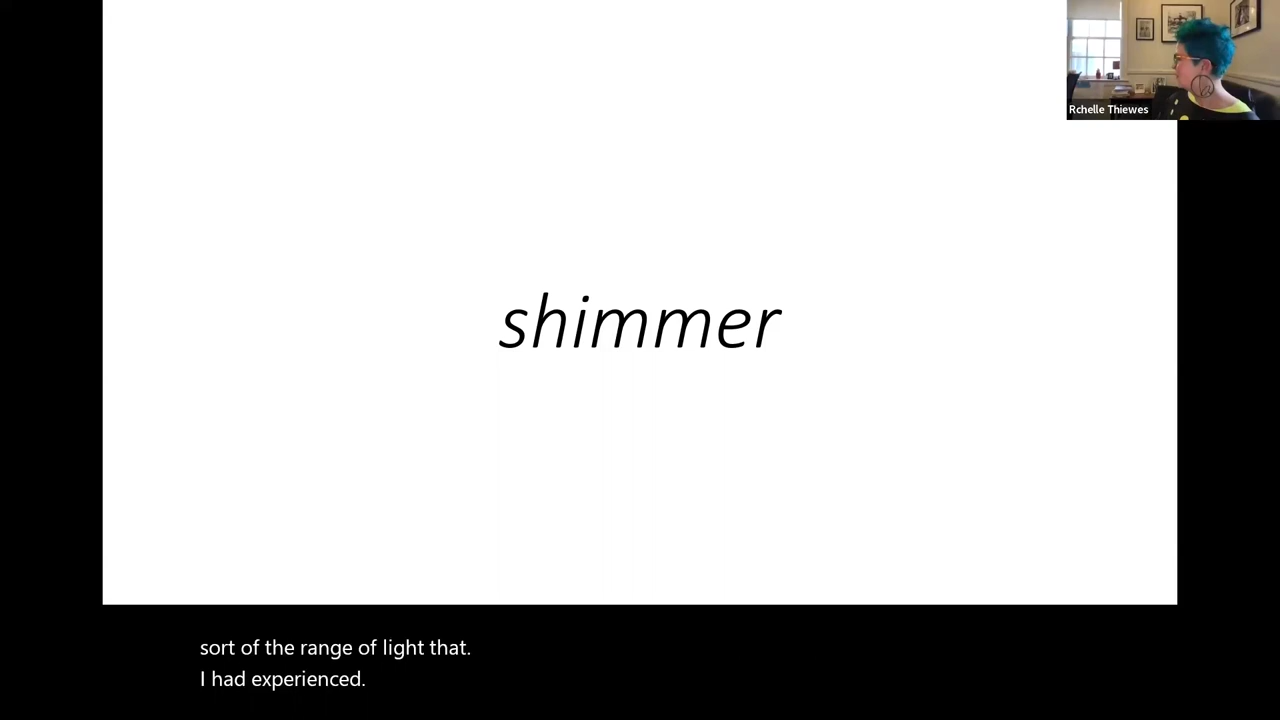 Rchelle Thiewes
shimmer
sort of the range of light that.
I had experienced.